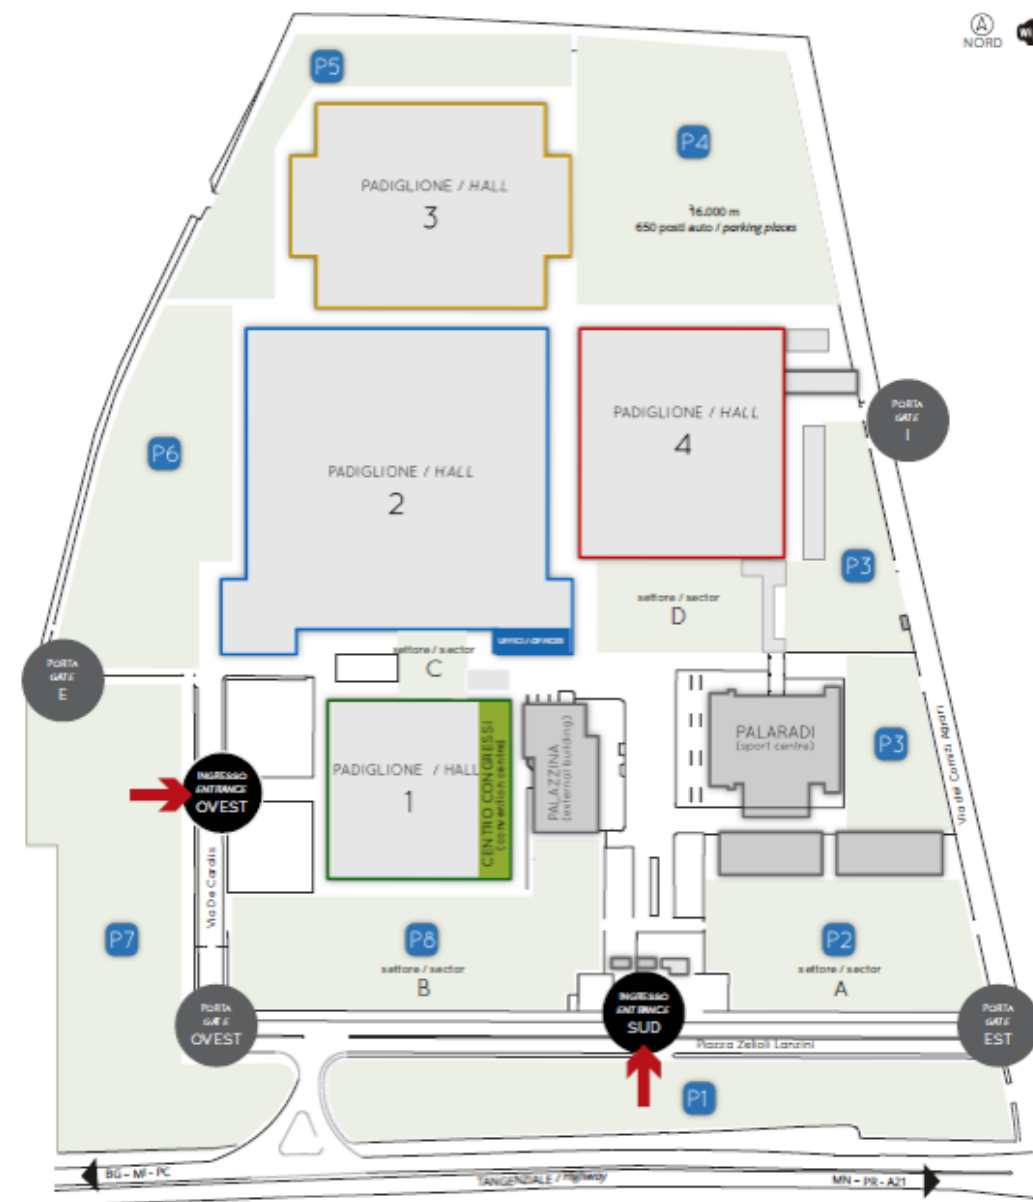 A
NORD
WI
P5
P4
PADIGLIONE / HALL
3
16.000 m
650 posti auto / parking places
PADIGLIONE / HALL
4
PORTA
GATE
I
P6
PADIGLIONE / HALL
2
P3
settore / sector
D
UFFICI / OFFICES
settore / sector
C
PORTA
GATE
E
PALARADI
(sport centre)
P3
Via dei Comizi Agrari
INGRESSO
ENTRANCE
OVEST
PADIGLIONE / HALL
1
CENTRO CONGRESSI
(convention centre)
PALAZZINA
(external building)
Via De Cardis
P7
P8
settore / sector
B
P2
settore / sector
A
PORTA
GATE
OVEST
INGRESSO
ENTRANCE
SUD
PORTA
GATE
EST
Piazza Zelioli Lanzini
P1
BG - MI - PC
TANGENZIALE / Highway
MN - PR - A21